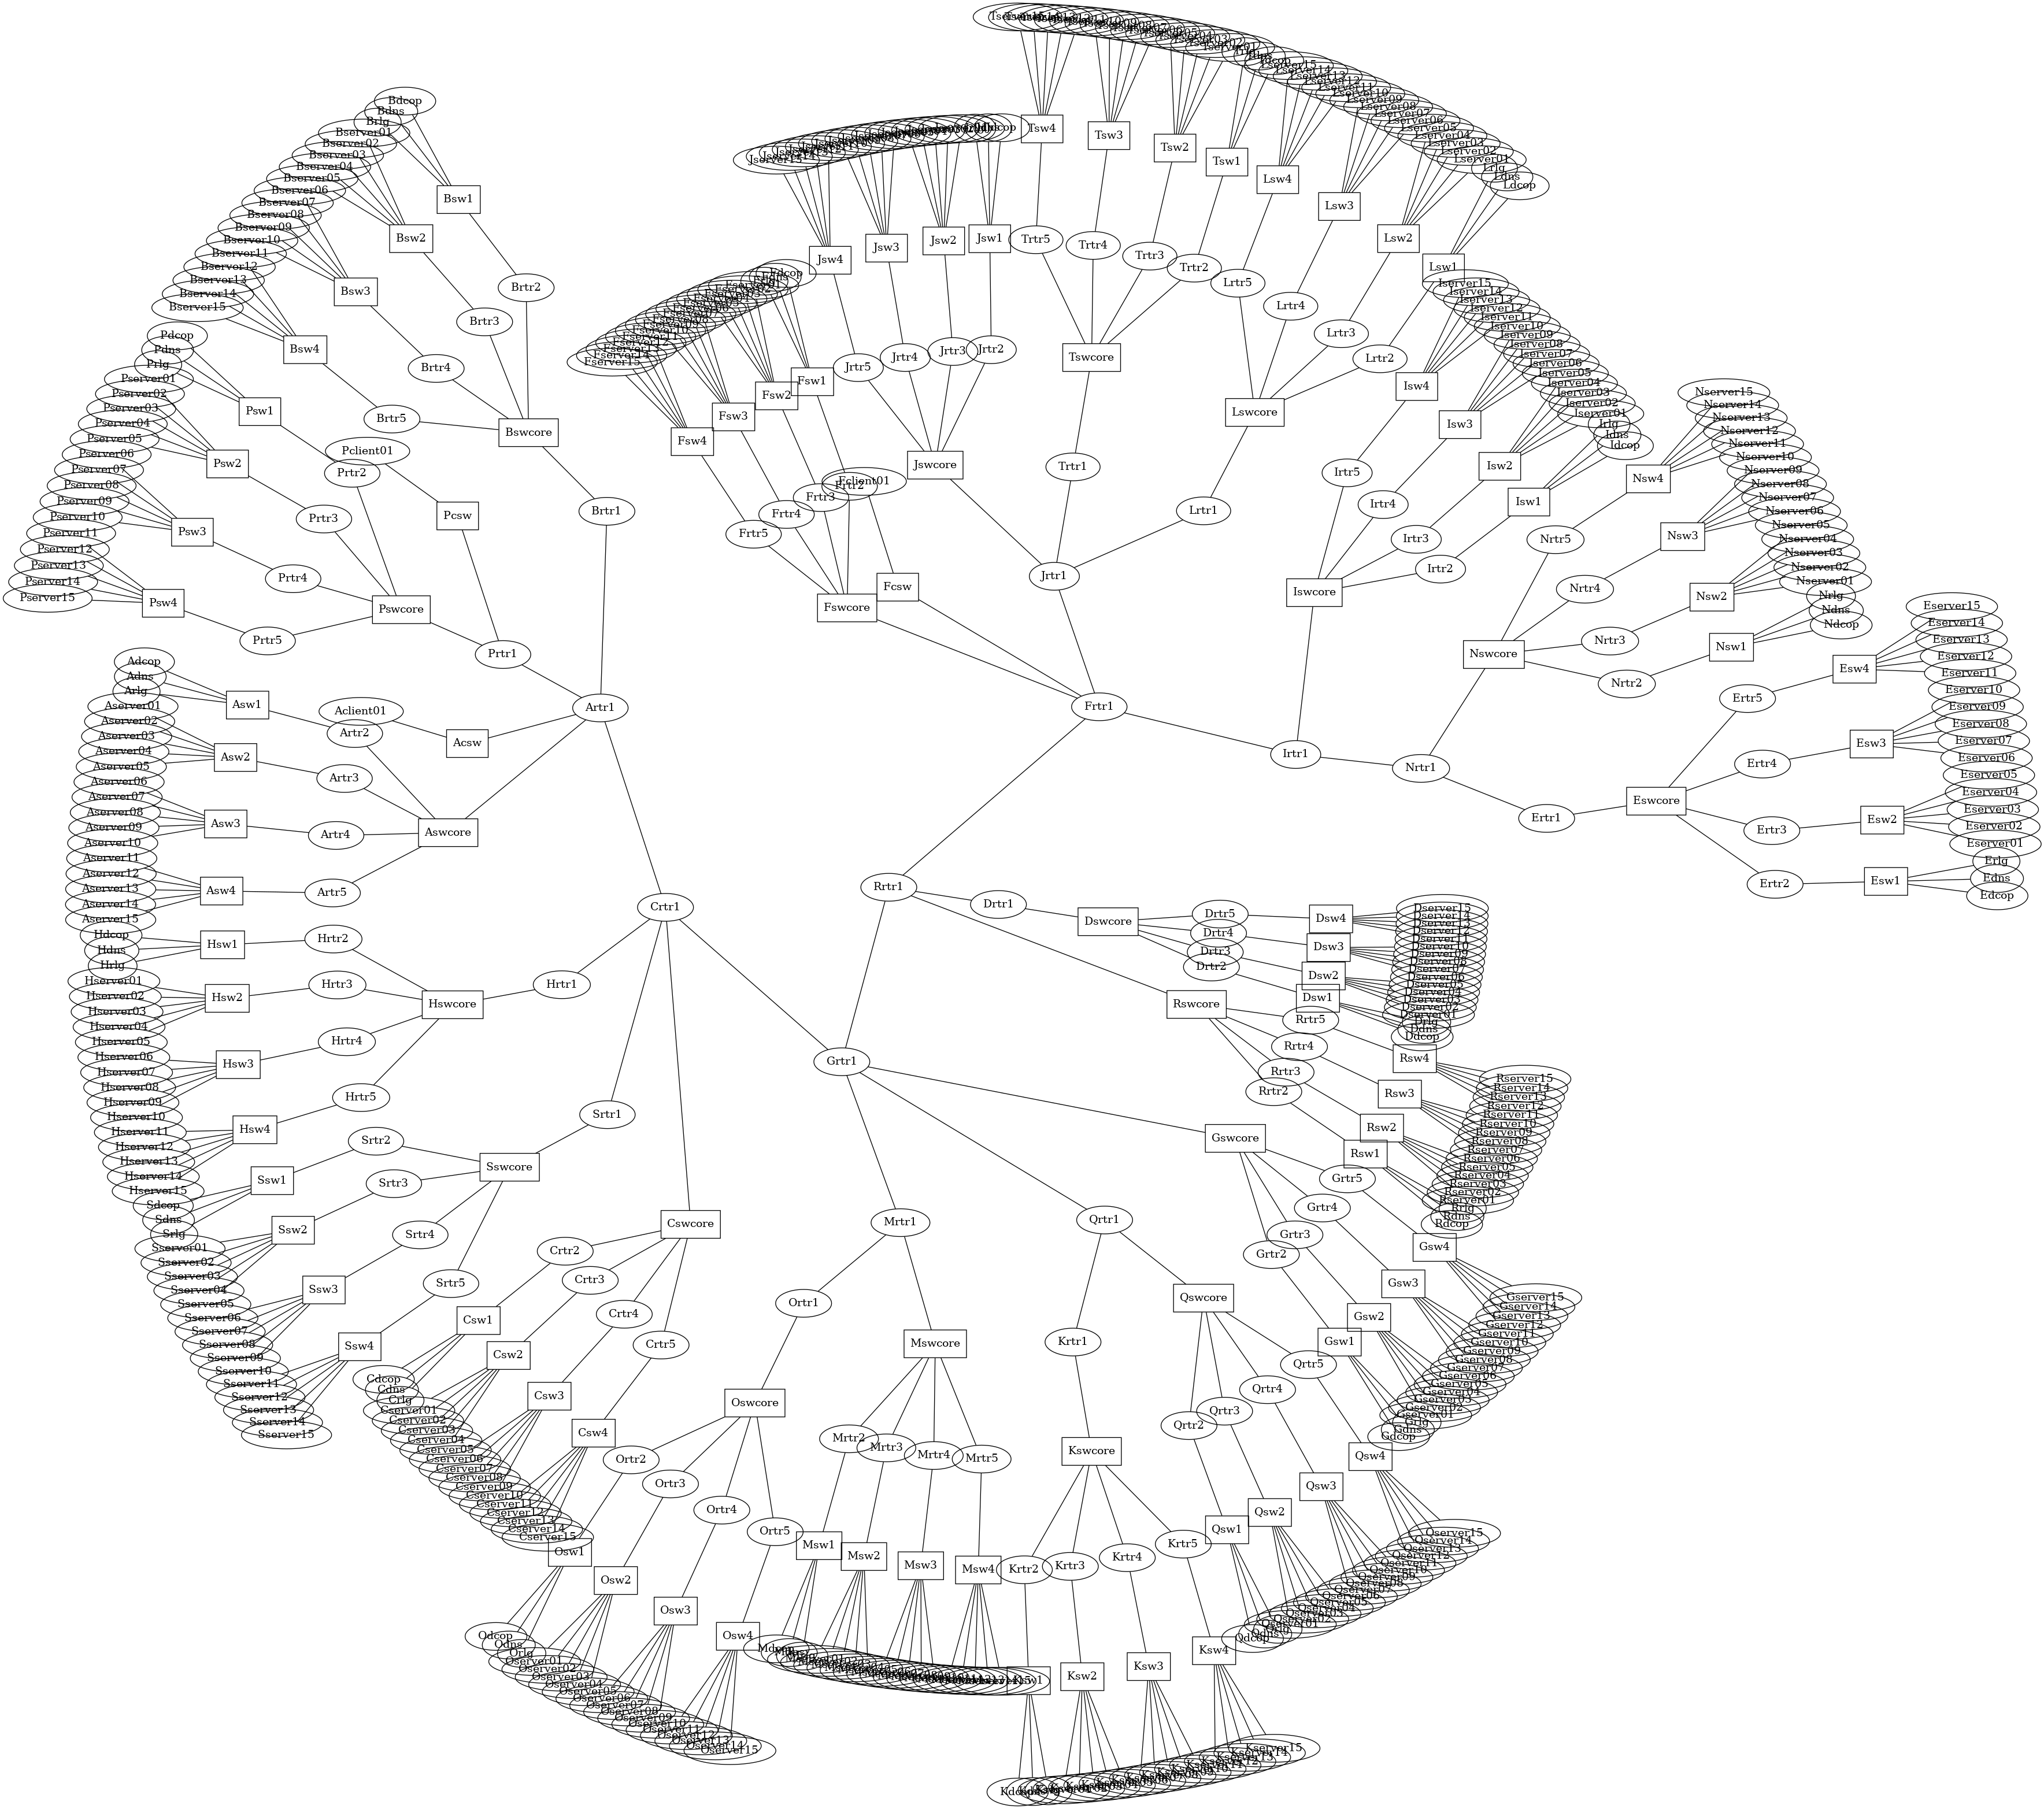 Bdcop
Bdns
Brlg
Bserver01
Bserver02
Bserver03
Bserver04
Bserver05
Bserver06
Bserver07
Bserver08
Bserver09
Bserver10
Bserver11
Bserver12
Bserver13
Bserver14
Bserver15
Bsw1
Bsw2
Bsw3
Bsw4
Brtr2
Brtr3
Brtr4
Brtr5
Bswcore
Brtr1
Pdcop
Pdns
Prlg
Pserver01
Pserver02
Pserver03
Pserver04
Pserver05
Pserver06
Pserver07
Pserver08
Pserver09
Pserver10
Pserver11
Pserver12
Pserver13
Pserver14
Pserver15
Psw1
Psw2
Psw3
Psw4
Pclient01
Prtr2
Prtr3
Prtr4
Prtr5
Pcsw
Pswcore
Prtr1
Adcop
Adns
Arlg
Aserver01
Aserver02
Aserver03
Aserver04
Aserver05
Aserver06
Aserver07
Aserver08
Aserver09
Aserver10
Aserver11
Aserver12
Aserver13
Aserver14
Aserver15
Asw1
Asw2
Asw3
Asw4
Aclient01
Artr2
Artr3
Artr4
Artr5
Acsw
Aswcore
Artr1
Hdcop
Hdns
Hrlg
Hserver01
Hserver02
Hserver03
Hserver04
Hserver05
Hserver06
Hserver07
Hserver08
Hserver09
Hserver10
Hserver11
Hserver12
Hserver13
Hserver14
Hserver15
Hsw1
Hsw2
Hsw3
Hsw4
Hrtr2
Hrtr3
Hrtr4
Hrtr5
Hswcore
Hrtr1
Crtr1
Sdcop
Sdns
Srlg
Sserver01
Sserver02
Sserver03
Sserver04
Sserver05
Sserver06
Sserver07
Sserver08
Sserver09
Sserver10
Sserver11
Sserver12
Sserver13
Sserver14
Sserver15
Ssw1
Ssw2
Ssw3
Ssw4
Srtr2
Srtr3
Srtr4
Srtr5
Sswcore
Srtr1
Cswcore
Crtr2
Crtr3
Crtr4
Crtr5
Csw1
Csw2
Csw3
Csw4
Cdcop
Cdns
Crlg
Cserver01
Cserver02
Cserver03
Cserver04
Cserver05
Cserver06
Cserver07
Cserver08
Cserver09
Cserver10
Cserver11
Cserver12
Cserver13
Cserver14
Cserver15
Jsw4
Jsw3
Jsw2
Jsw1
Jrtr5
Jrtr4
Jrtr3
Jrtr2
Jswcore
Jrtr1
Fdcop
Fserver15
Fsw1
Fsw2
Fsw3
Fsw4
Fclient01
Frtr2
Frtr3
Frtr4
Frtr5
Fcsw
Fswcore
Frtr1
Tsw4
Tsw3
Tsw2
Tsw1
Trtr5
Trtr4
Trtr3
Trtr2
Tswcore
Trtr1
Lserver15
Lserver14
Lserver13
Lserver12
Lserver11
Lserver10
Lserver09
Lserver08
Lserver07
Lserver06
Lserver05
Lserver04
Lserver03
Lserver02
Lserver01
Lrlg
Ldns
Ldcop
Lsw4
Lsw3
Lsw2
Lsw1
Lrtr5
Lrtr4
Lrtr3
Lrtr2
Lswcore
Lrtr1
Iserver15
Iserver14
Iserver13
Iserver12
Iserver11
Iserver10
Iserver09
Iserver08
Iserver07
Iserver06
Iserver05
Iserver04
Iserver03
Iserver02
Iserver01
Irlg
Idns
Idcop
Isw4
Isw3
Isw2
Isw1
Irtr5
Irtr4
Irtr3
Irtr2
Iswcore
Irtr1
Nserver15
Nserver14
Nserver13
Nserver12
Nserver11
Nserver10
Nserver09
Nserver08
Nserver07
Nserver06
Nserver05
Nserver04
Nserver03
Nserver02
Nserver01
Nrlg
Ndns
Ndcop
Nsw4
Nsw3
Nsw2
Nsw1
Nrtr5
Nrtr4
Nrtr3
Nrtr2
Nswcore
Nrtr1
Eserver15
Eserver14
Eserver13
Eserver12
Eserver11
Eserver10
Eserver09
Eserver08
Eserver07
Eserver06
Eserver05
Eserver04
Eserver03
Eserver02
Eserver01
Erlg
Edns
Edcop
Esw4
Esw3
Esw2
Esw1
Ertr5
Ertr4
Ertr3
Ertr2
Eswcore
Ertr1
Rrtr1
Drtr1
Dswcore
Drtr5
Drtr4
Drtr3
Drtr2
Dsw4
Dsw3
Dsw2
Dsw1
Dserver15
Dserver14
Dserver13
Dserver12
Dserver11
Dserver10
Dserver09
Dserver08
Dserver07
Dserver06
Dserver05
Dserver04
Dserver03
Dserver02
Dserver01
Drlg
Ddns
Ddcop
Rswcore
Rrtr5
Rrtr4
Rrtr3
Rrtr2
Rsw4
Rsw3
Rsw2
Rsw1
Rserver15
Rserver14
Rserver13
Rserver12
Rserver11
Rserver10
Rserver09
Rserver08
Rserver07
Rserver06
Rserver05
Rserver04
Rserver03
Rserver02
Rserver01
Rrlg
Rdns
Rdcop
Grtr1
Gswcore
Grtr5
Grtr4
Grtr3
Grtr2
Gsw4
Gsw3
Gsw2
Gsw1
Gserver15
Gserver14
Gserver13
Gserver12
Gserver11
Gserver10
Gserver09
Gserver08
Gserver07
Gserver06
Gserver05
Gserver04
Gserver03
Gserver02
Gserver01
Grlg
Gdns
Gdcop
Mrtr1
Ortr1
Oswcore
Ortr2
Ortr3
Ortr4
Ortr5
Osw1
Osw2
Osw3
Osw4
Odcop
Odns
Orlg
Oserver01
Oserver02
Oserver03
Oserver04
Oserver05
Oserver06
Oserver07
Oserver08
Oserver09
Oserver10
Oserver11
Oserver12
Oserver13
Oserver14
Oserver15
Mswcore
Mrtr2
Mrtr3
Mrtr4
Mrtr5
Msw1
Msw2
Msw3
Msw4
Mdcop
Qrtr1
Krtr1
Kswcore
Krtr2
Krtr3
Krtr4
Krtr5
Ksw1
Ksw2
Ksw3
Ksw4
Kserver15
Kserver14
Qswcore
Qrtr2
Qrtr3
Qrtr4
Qrtr5
Qsw4
Qsw3
Qsw2
Qsw1
Qserver15
Qserver14
Qserver13
Qserver12
Qserver11
Qserver10
Qserver09
Qserver08
Qserver07
Qserver06
Qserver05
Qserver04
Qserver03
Qserver02
Qserver01
Qrlg
Qdns
Qdcop